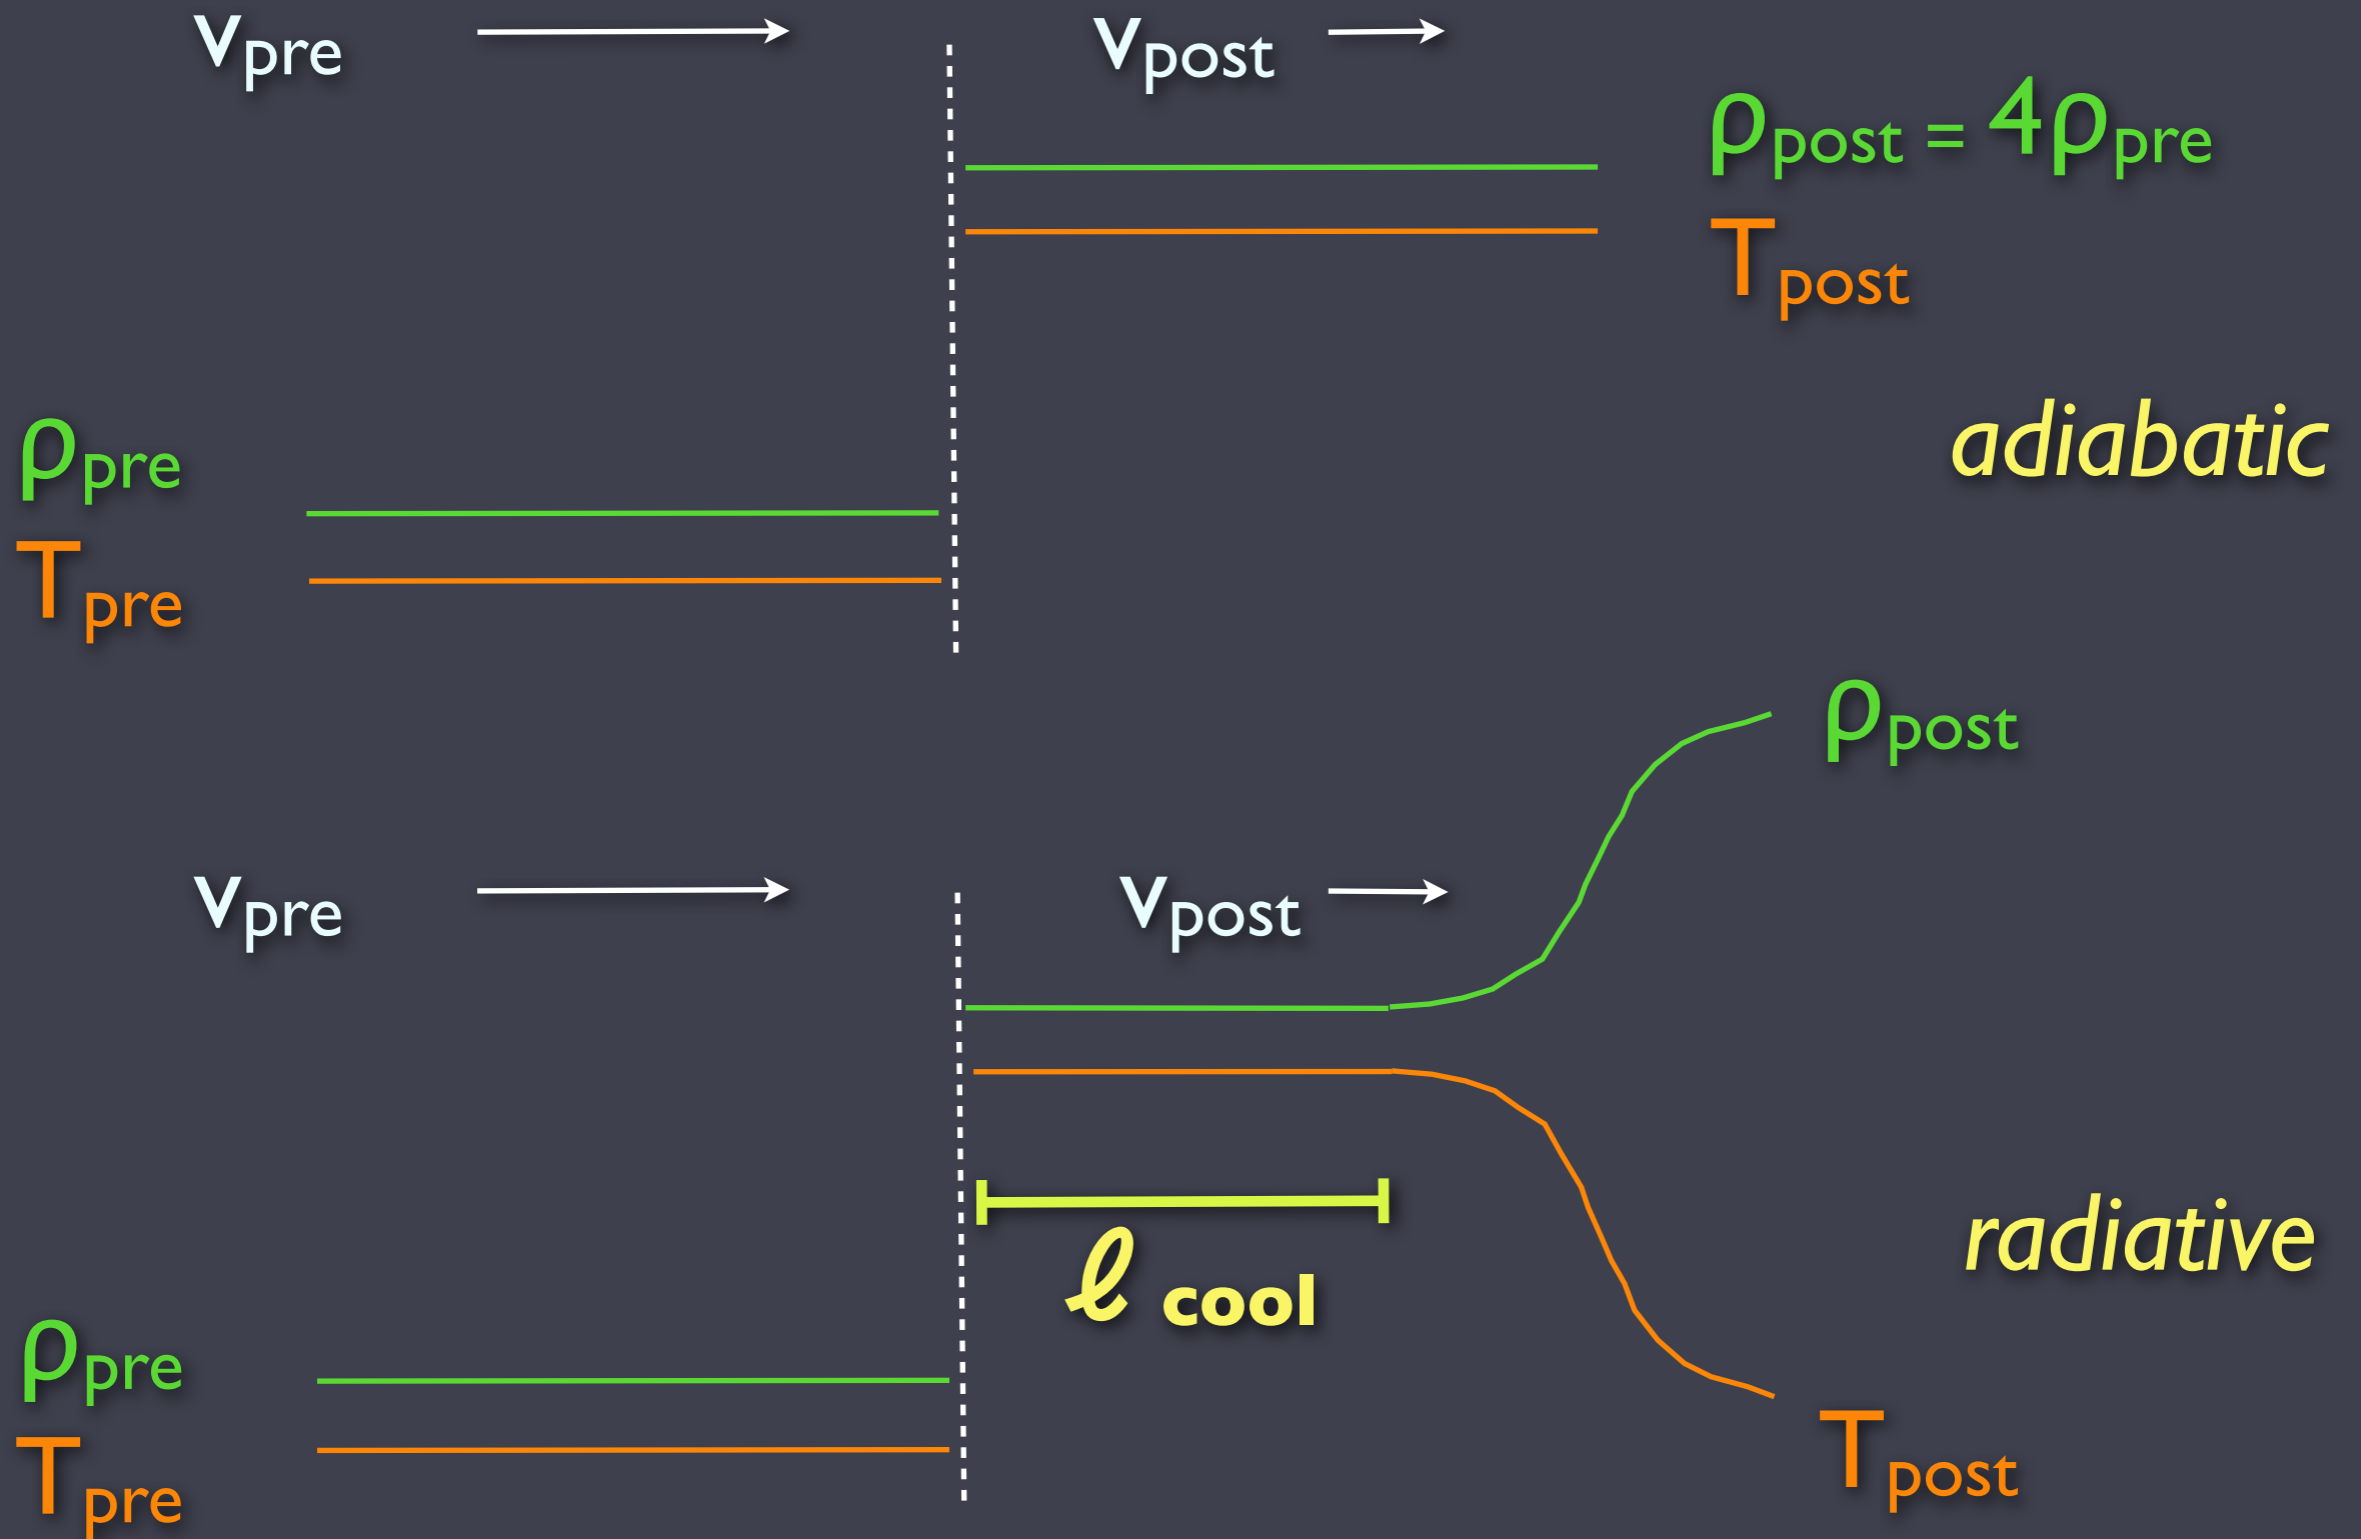 vpre
vpost
ρpost = 4ρpre
Tpost
adiabatic
ρpre
Tpre
ρpost
vpre
vpost
radiative
ℓ cool
ρpre
Tpre
Tpost